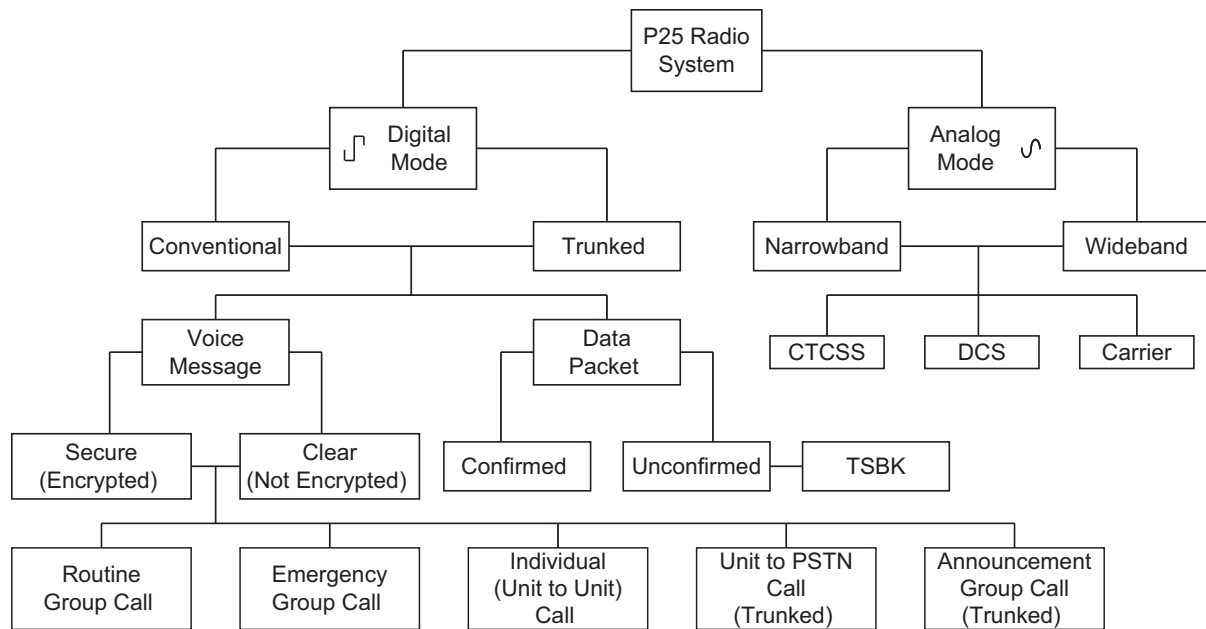 P25 Radio
System
Digital
Mode
Analog
Mode
Conventional
Trunked
Narrowband
Wideband
Voice
Message
Data
Packet
CTCSS
DCS
Carrier
Secure
(Encrypted)
Clear
(Not Encrypted)
Confirmed
Unconfirmed
TSBK
Routine
Group Call
Emergency
Group Call
Individual
(Unit to Unit)
Call
Unit to PSTN
Call
(Trunked)
Announcement
Group Call
(Trunked)